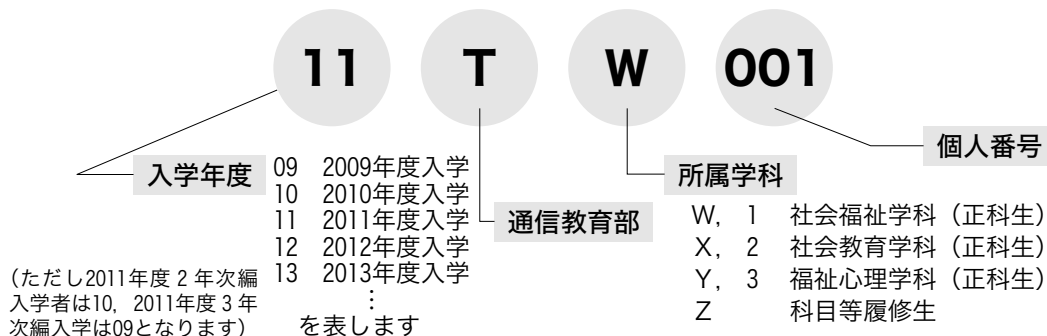 11 T W 001
個人番号
入学年度
09 2009年度入学
10 2010年度入学
11 2011年度入学
12 2012年度入学
13 2013年度入学
⋮
を表します
(ただし2011年度2年次編
入学者は10，2011年度3年
次編入学は09となります)
通信教育部
所属学科
W，1 社会福祉学科（正科生）
X，2 社会教育学科（正科生）
Y，3 福祉心理学科（正科生）
Z 科目等履修生